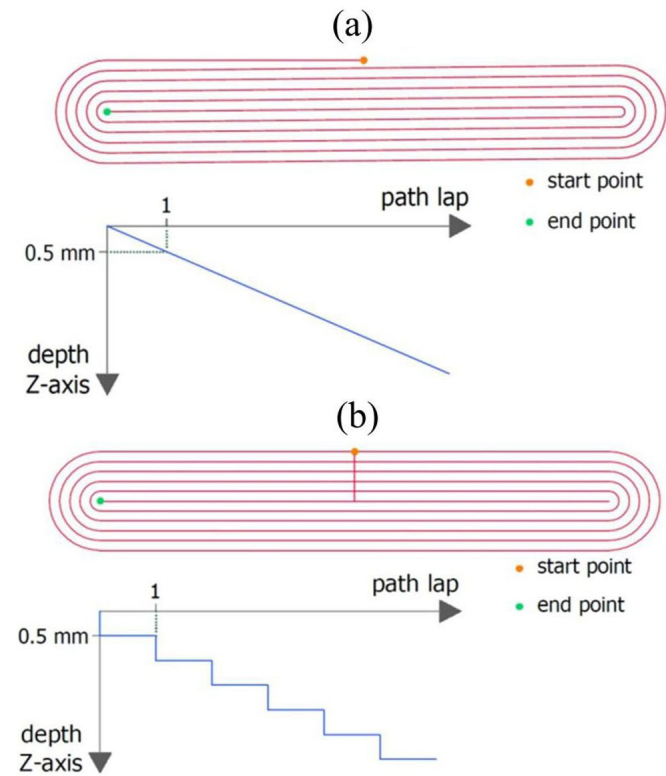 (a)
start point
end point
1
path lap
0.5 mm
depth
Z-axis
(b)
start point
end point
1
path lap
0.5 mm
depth
Z-axis